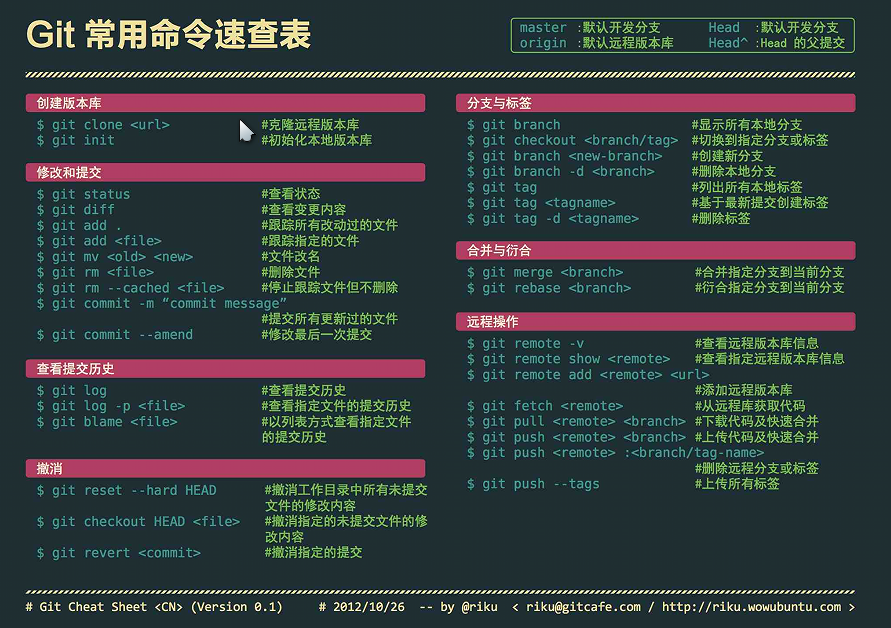 Git 常用命令速查表
master :默认开发分支 Head :默认开发分支
origin :默认远程版本库 Head^ :Head 的父提交
创建版本库
$ git clone <url> #克隆远程版本库
$ git init #初始化本地版本库
修改和提交
$ git status #查看状态
$ git diff #查看变更内容
$ git add . #跟踪所有改动过的文件
$ git add <file> #跟踪指定的文件
$ git mv <old> <new> #文件改名
$ git rm <file> #删除文件
$ git rm --cached <file> #停止跟踪文件但不删除
$ git commit -m “commit message”
#提交所有更新过的文件
$ git commit --amend #修改最后一次提交
查看提交历史
$ git log #查看提交历史
$ git log -p <file> #查看指定文件的提交历史
$ git blame <file> #以列表方式查看指定文件
的提交历史
撤消
$ git reset --hard HEAD #撤消工作目录中所有未提交
文件的修改内容
$ git checkout HEAD <file> #撤消指定的未提交文件的修
改内容
$ git revert <commit> #撤消指定的提交
分支与标签
$ git branch #显示所有本地分支
$ git checkout <branch/tag> #切换到指定分支或标签
$ git branch <new-branch> #创建新分支
$ git branch -d <branch> #删除本地分支
$ git tag #列出所有本地标签
$ git tag <tagname> #基于最新提交创建标签
$ git tag -d <tagname> #删除标签
合并与衍合
$ git merge <branch> #合并指定分支到当前分支
$ git rebase <branch> #衍合指定分支到当前分支
远程操作
$ git remote -v #查看远程版本库信息
$ git remote show <remote> #查看指定远程版本库信息
$ git remote add <remote> <url>
#添加远程版本库
$ git fetch <remote> #从远程库获取代码
$ git pull <remote> <branch> #下载代码及快速合并
$ git push <remote> <branch> #上传代码及快速合并
$ git push <remote> :<branch/tag-name>
#删除远程分支或标签
$ git push --tags #上传所有标签
# Git Cheat Sheet <CN> (Version 0.1) # 2012/10/26 -- by @riku < riku@gitcafe.com / http://riku.wowubuntu.com >